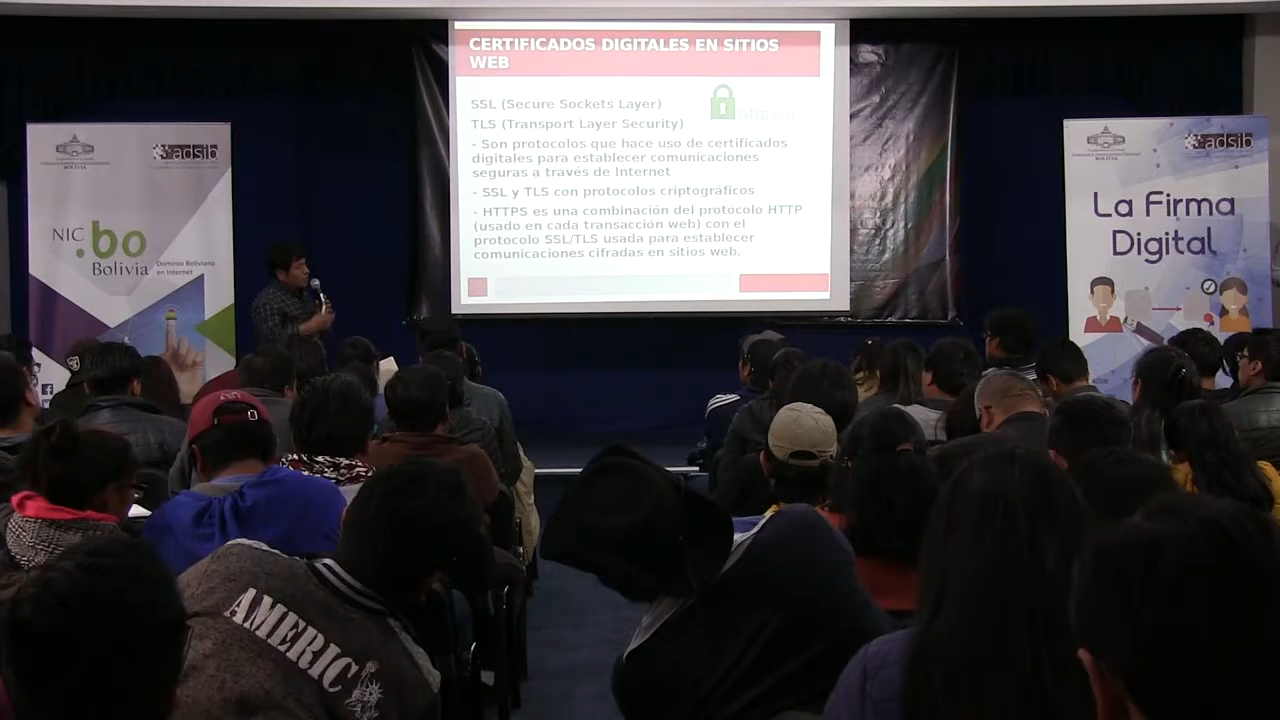 CERTIFICADOS DIGITALES EN SITIOS
WEB
SSL (Secure Sockets Layer)
https:/
TLS (Transport Layer Security)
- Son protocolos que hace uso de certificados
digitales para establecer comunicaciones
seguras a través de Internet
- SSL y TLS con protocolos criptográficos
- HTTPS es una combinación del protocolo HTTP
(usado en cada transacción web) con el
protocolo SSL/TLS usada para establecer
comunicaciones cifradas en sitios web.
BOLIVIA
adsib
NIC
.bo
Bolivia
Dominio Boliviano
en Internet
BOLIVIA
adsib
La Firma
Digital
AMERIC